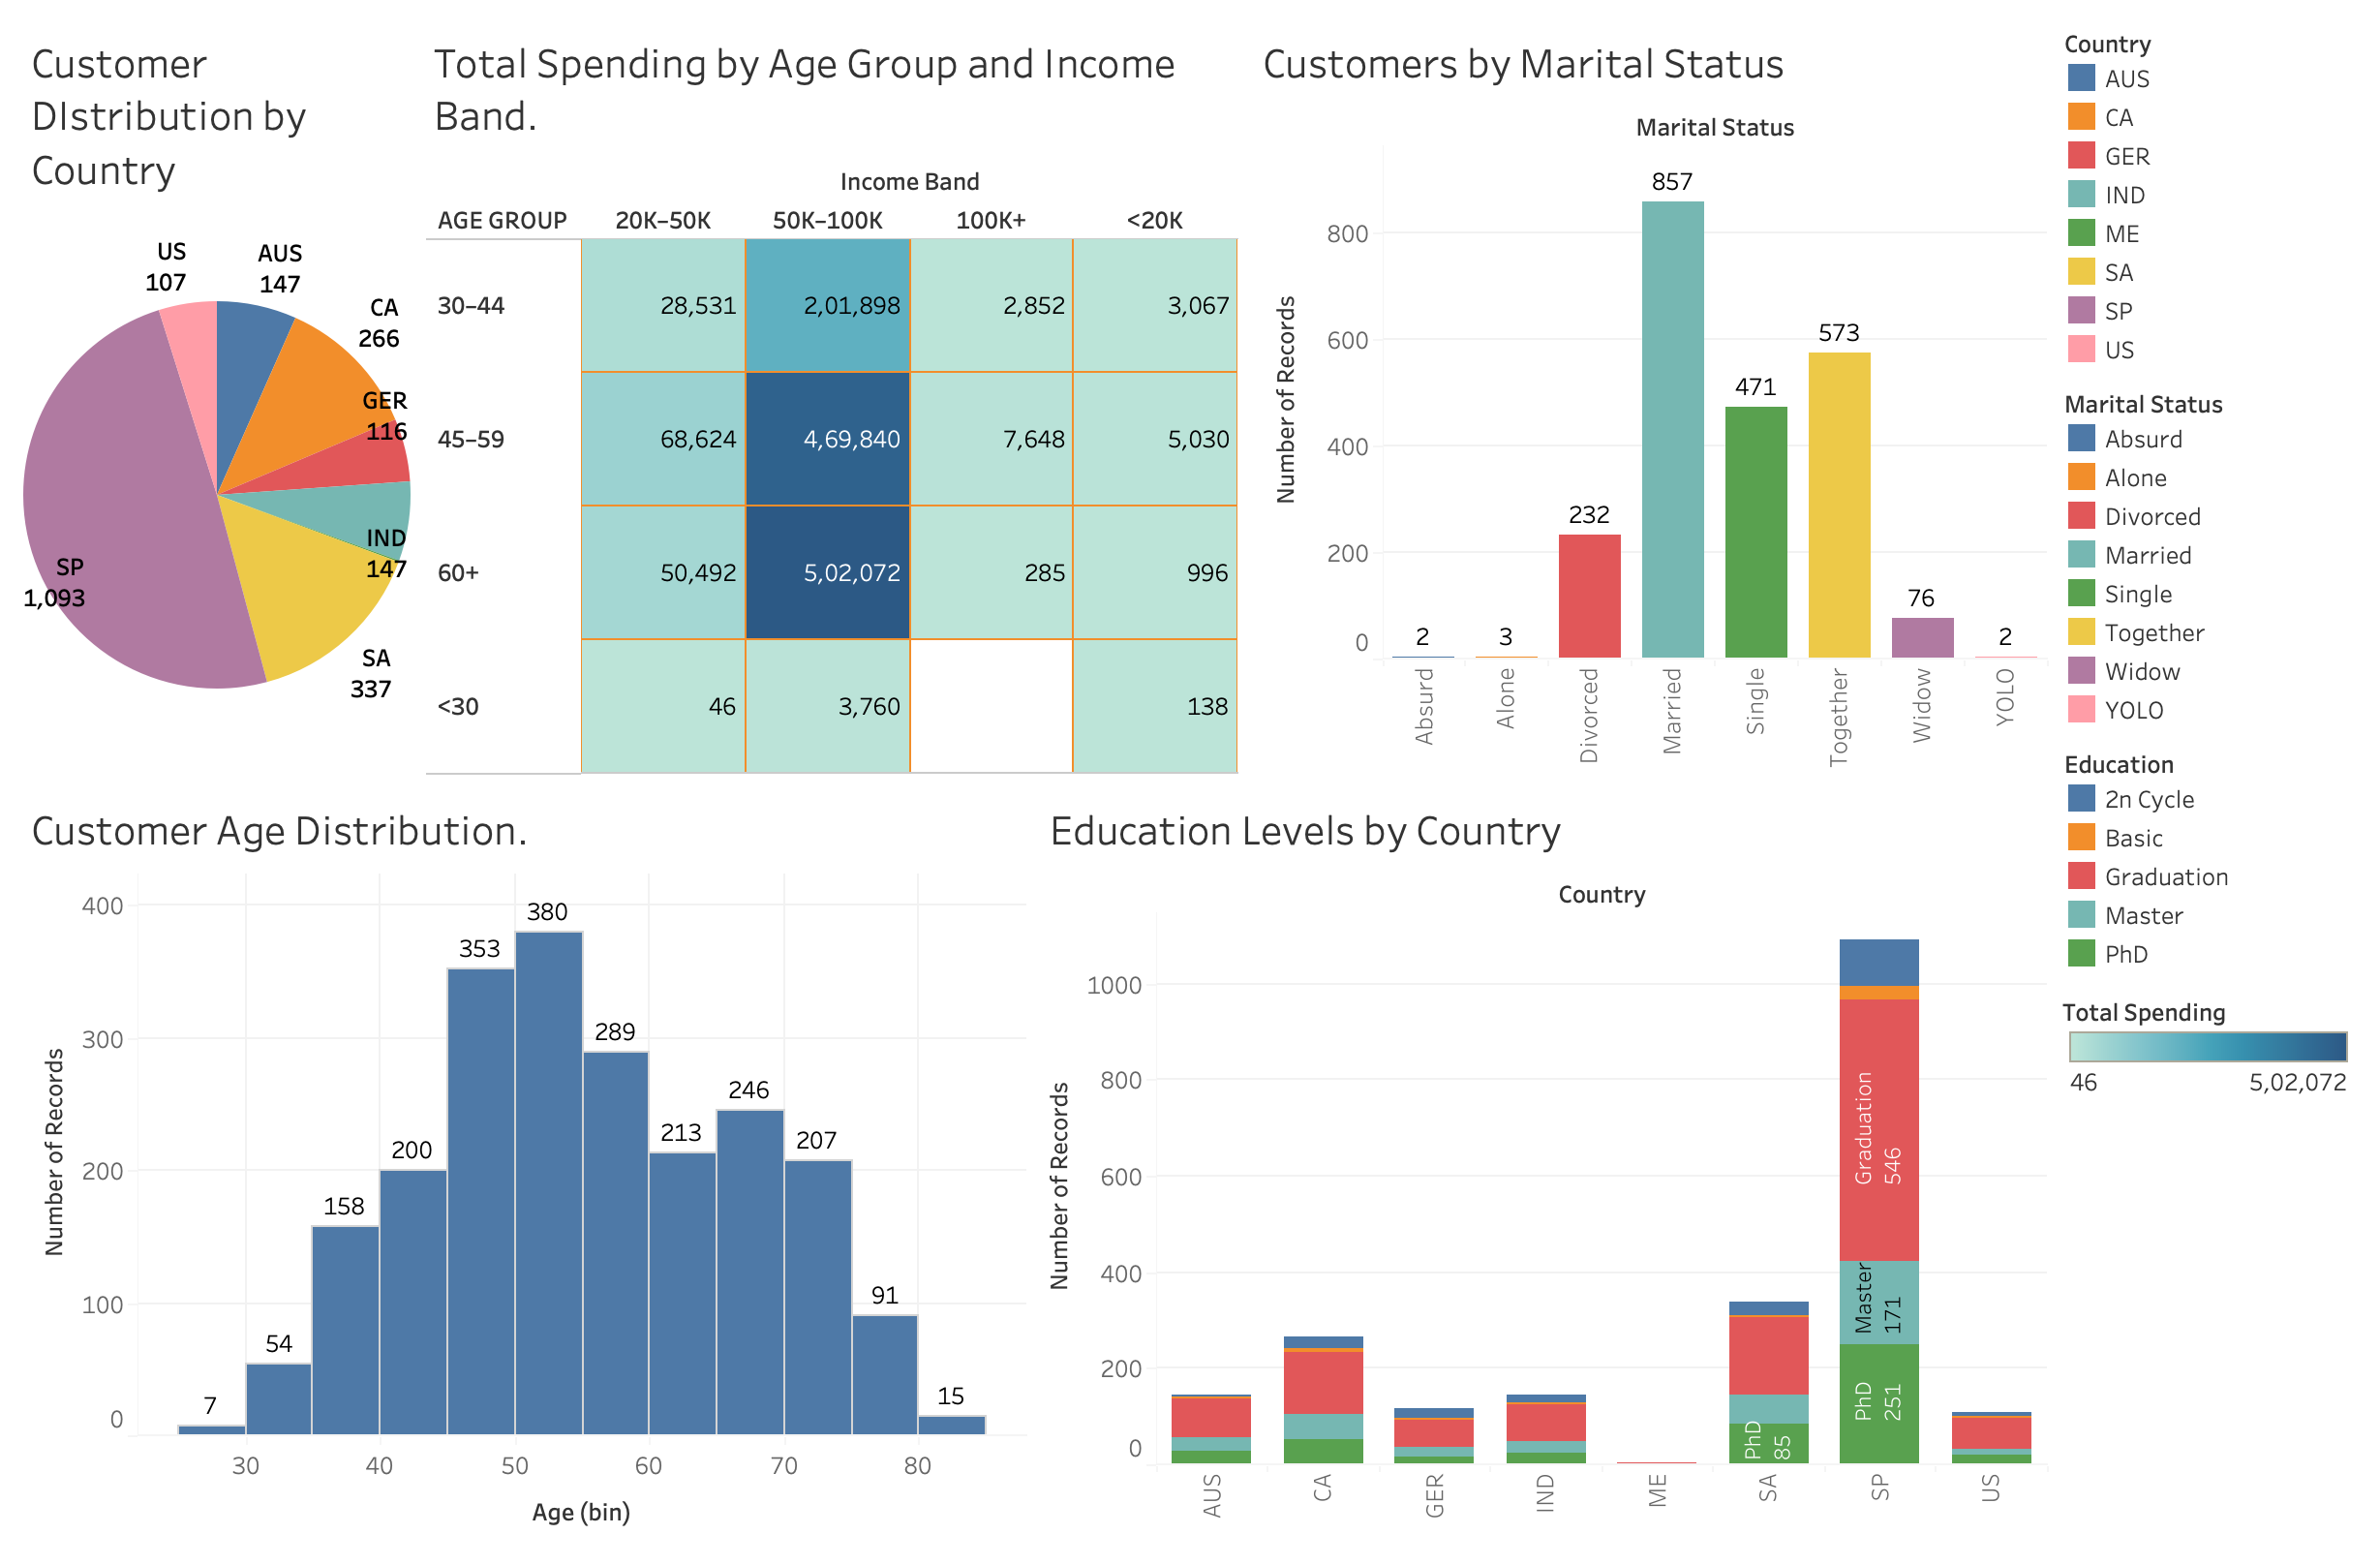 Customer
DIstribution by
Country
US
107
AUS
147
CA
266
GER
116
IND
147
SP
1,093
SA
337
Total Spending by Age Group and Income
Band.
Income Band
AGE GROUP 20K–50K 50K–100K 100K+ <20K
30–44 28,531 2,01,898 2,852 3,067
45–59 68,624 4,69,840 7,648 5,030
60+ 50,492 5,02,072 285 996
<30 46 3,760 138
Customers by Marital Status
Marital Status
Number of Records
800
600
400
200
0
2
3
232
857
471
573
76
2
Absurd
Alone
Divorced
Married
Single
Together
Widow
YOLO
Country
AUS
CA
GER
IND
ME
SA
SP
US
Marital Status
Absurd
Alone
Divorced
Married
Single
Together
Widow
YOLO
Education
2n Cycle
Basic
Graduation
Master
PhD
Total Spending
46 5,02,072
Customer Age Distribution.
Number of Records
400
300
200
100
0
7
54
158
200
353
380
289
213
246
207
91
15
30 40 50 60 70 80
Age (bin)
Education Levels by Country
Country
Number of Records
1000
800
600
400
200
0
PhD
85
Graduation
546
Master
171
PhD
251
AUS
CA
GER
IND
ME
SA
SP
US